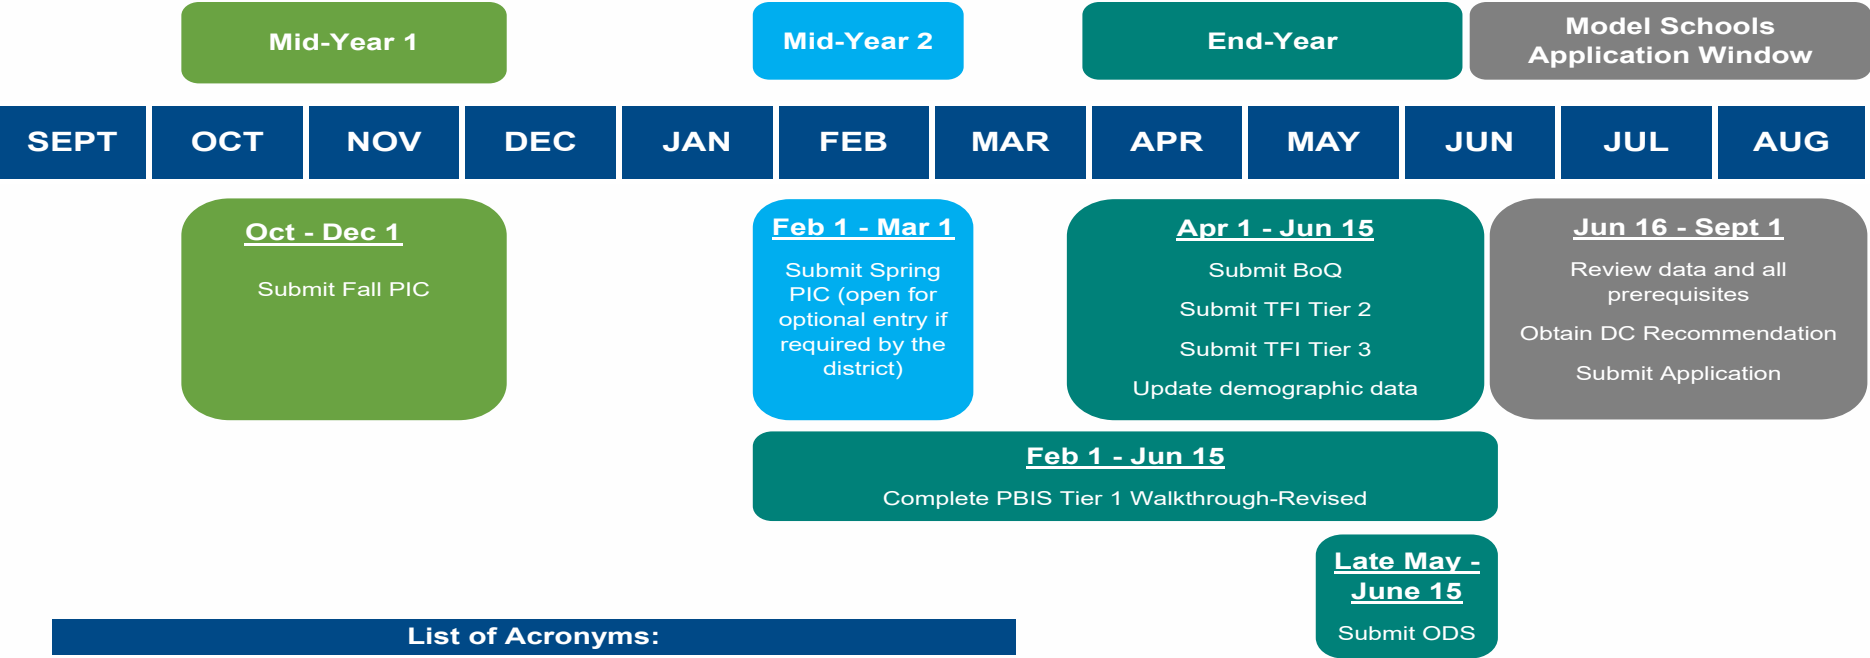 Mid-Year 1
Mid-Year 2
End-Year
Model Schools
Application Window
SEPT
OCT
NOV
DEC
JAN
FEB
MAR
APR
MAY
JUN
JUL
AUG
Oct - Dec 1
Submit Fall PIC
Feb 1 - Mar 1
Submit Spring
PIC (open for
optional entry if
required by the
district)
Apr 1 - Jun 15
Submit BoQ
Submit TFI Tier 2
Submit TFI Tier 3
Update demographic data
Jun 16 - Sept 1
Review data and all
prerequisites
Obtain DC Recommendation
Submit Application
Feb 1 - Jun 15
Complete PBIS Tier 1 Walkthrough-Revised
Late May -
June 15
Submit ODS
List of Acronyms: